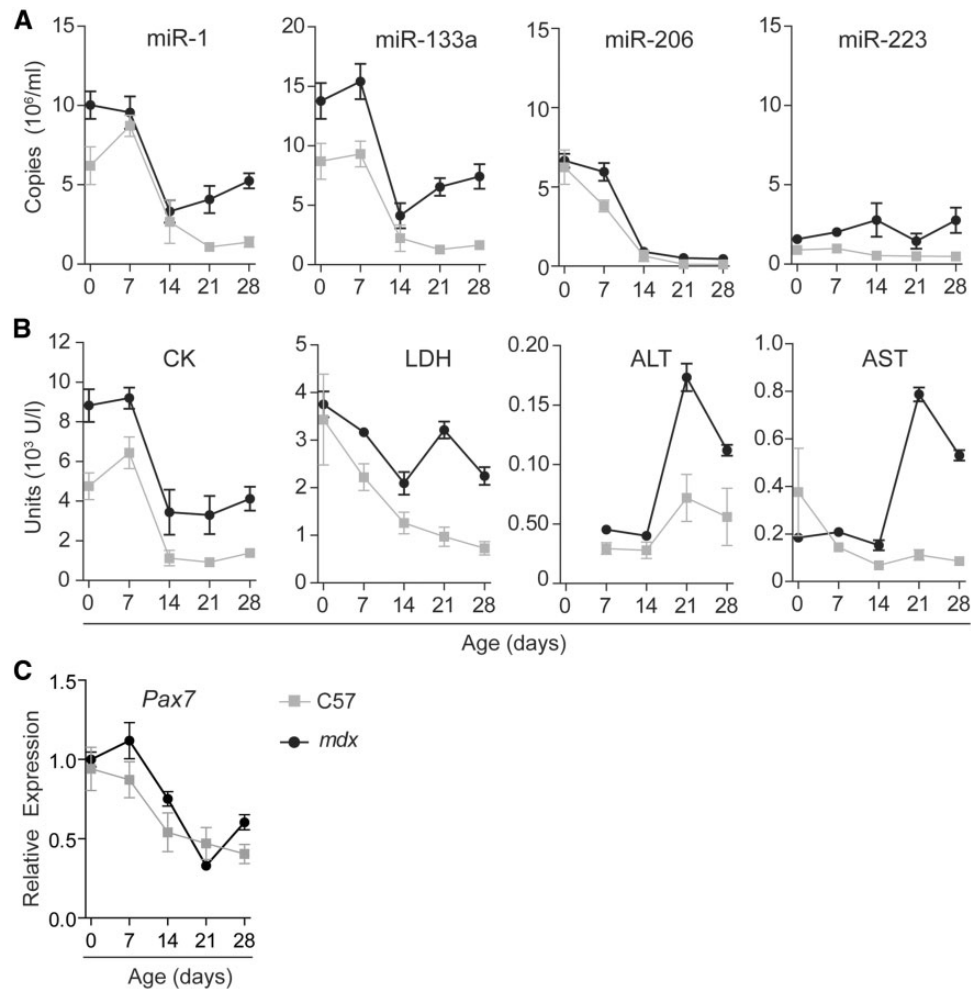 A
miR-1
miR-133a
miR-206
miR-223
Copies (10⁶/ml)
15
10
5
0
0 7 14 21 28
20
15
10
5
0
0 7 14 21 28
15
10
5
0
0 7 14 21 28
15
10
5
0
0 7 14 21 28
B
CK
LDH
ALT
AST
Units (10³ U/l)
12
10
8
6
4
2
0
0 7 14 21 28
5
4
3
2
1
0
0 7 14 21 28
0.20
0.15
0.10
0.50
0
0 7 14 21 28
1.0
0.8
0.6
0.4
0.2
0
0 7 14 21 28
Age (days)
C
Pax7
Relative Expression
1.5
1.0
0.5
0.0
0 7 14 21 28
Age (days)
C57
mdx